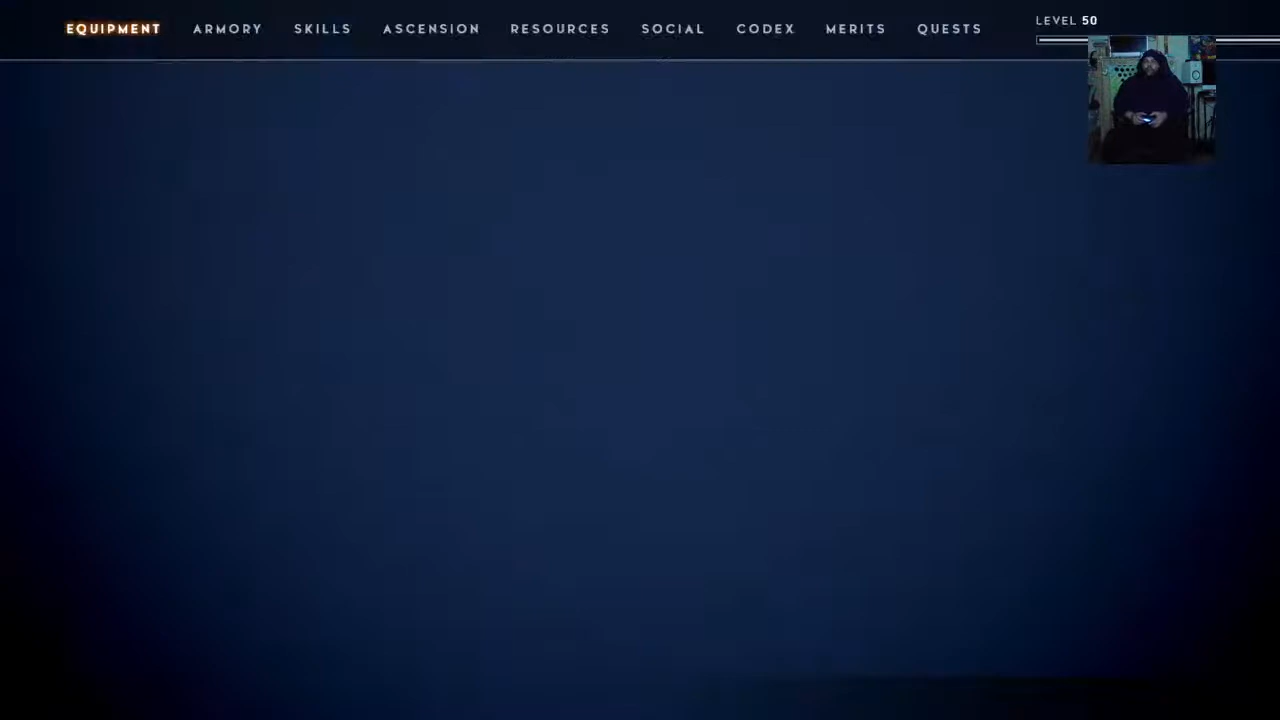 EQUIPMENT ARMORY SKILLS ASCENSION RESOURCES SOCIAL CODEX MERITS QUESTS
LEVEL 50